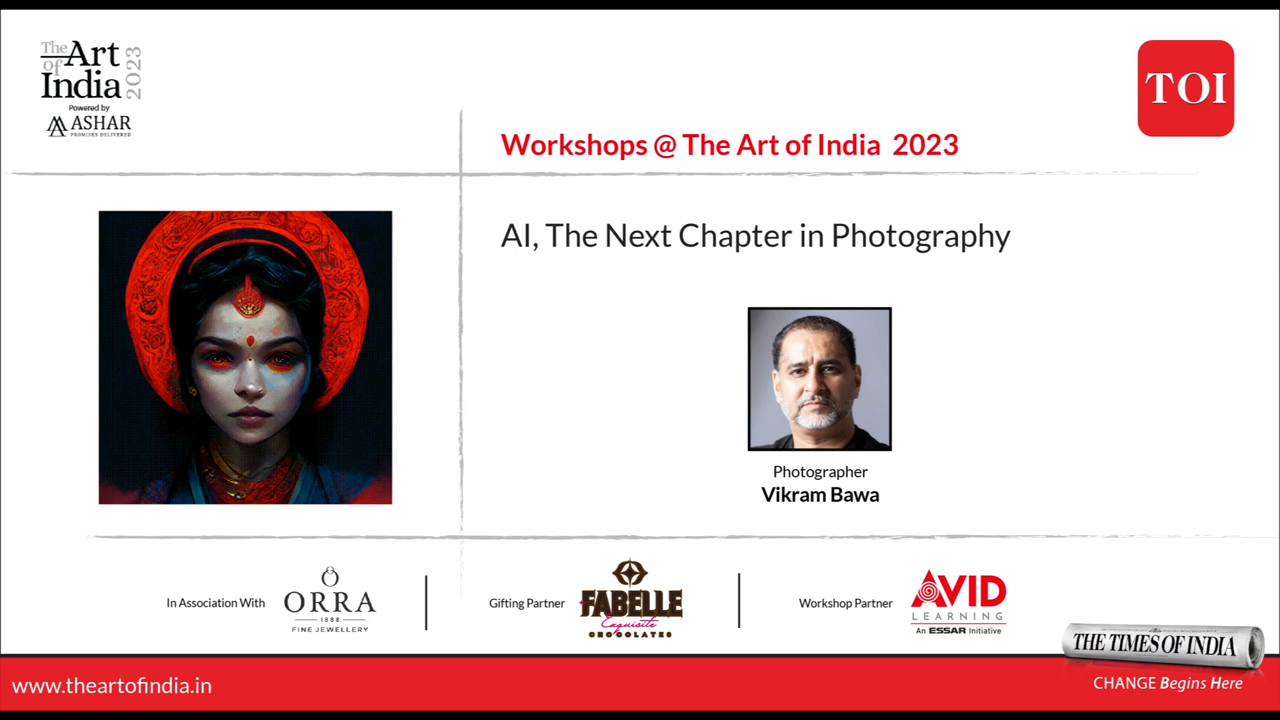 The Art
of India 2023
Powered by
ASHAR
PROMISES DELIVERED
TOI
Workshops @ The Art of India 2023
AI, The Next Chapter in Photography
Photographer
Vikram Bawa
In Association With
ORRA
1888
FINE JEWELLERY
Gifting Partner
FABELLE
Exquisite
CHOCOLATES
Workshop Partner
AVID
LEARNING
An ESSAR Initiative
THE TIMES OF INDIA
www.theartofindia.in
CHANGE Begins Here